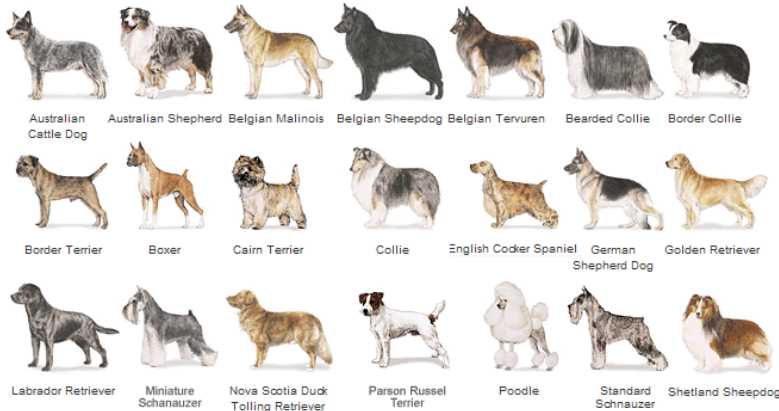 Australian
Cattle Dog
Australian Shepherd
Belgian Malinois
Belgian Sheepdog
Belgian Tervuren
Bearded Collie
Border Collie
Border Terrier
Boxer
Cairn Terrier
Collie
English Cocker Spaniel
German
Shepherd Dog
Golden Retriever
Labrador Retriever
Miniature
Schanauzer
Nova Scotia Duck
Tolling Retriever
Parson Russel
Terrier
Poodle
Standard
Schnauzer
Shetland Sheepdog